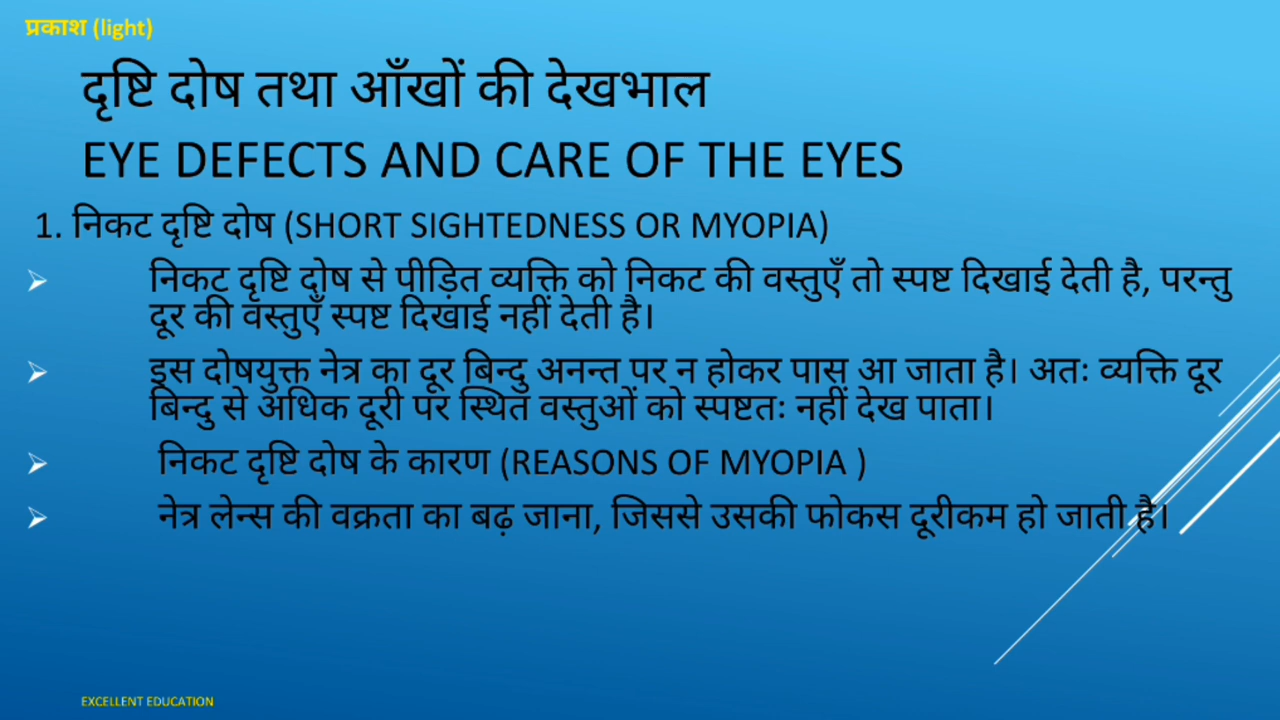 प्रकाश (light)
दृष्टि दोष तथा आँखों की देखभाल
EYE DEFECTS AND CARE OF THE EYES
1. निकट दृष्टि दोष (SHORT SIGHTEDNESS OR MYOPIA)
➢ निकट दृष्टि दोष से पीड़ित व्यक्ति को निकट की वस्तुएँ तो स्पष्ट दिखाई देती है, परन्तु
दूर की वस्तुएँ स्पष्ट दिखाई नहीं देती है।
➢ इस दोषयुक्त नेत्र का दूर बिन्दु अनन्त पर न होकर पास आ जाता है। अतः व्यक्ति दूर
बिन्दु से अधिक दूरी पर स्थित वस्तुओं को स्पष्टतः नहीं देख पाता।
➢ निकट दृष्टि दोष के कारण (REASONS OF MYOPIA )
➢ नेत्र लेन्स की वक्रता का बढ़ जाना, जिससे उसकी फोकस दूरीकम हो जाती है।
EXCELLENT EDUCATION